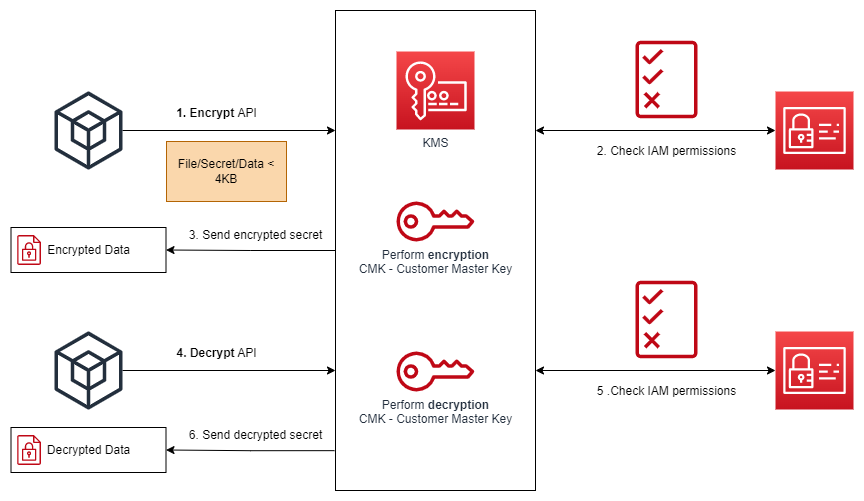 1. Encrypt API
File/Secret/Data <
4KB
KMS
2. Check IAM permissions
3. Send encrypted secret
Encrypted Data
Perform encryption
CMK - Customer Master Key
4. Decrypt API
5 .Check IAM permissions
Perform decryption
CMK - Customer Master Key
6. Send decrypted secret
Decrypted Data